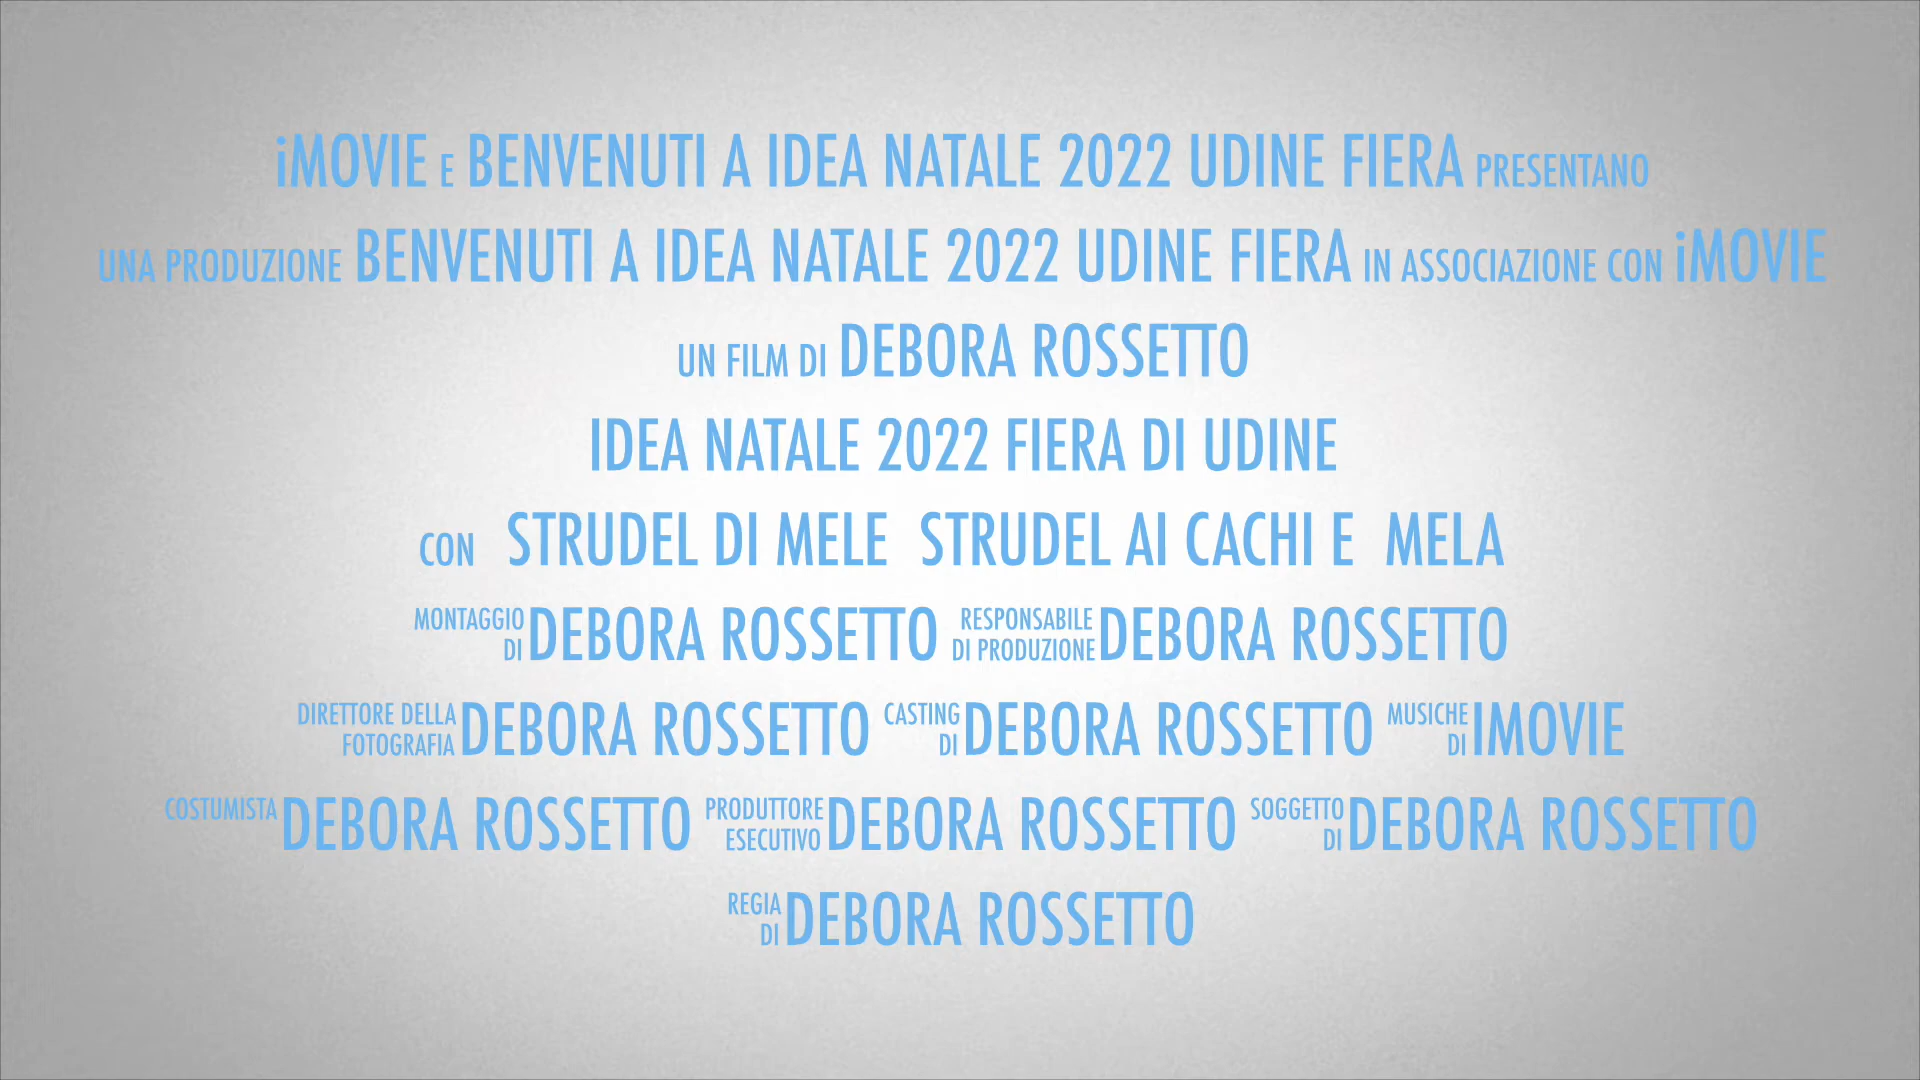 iMOVIE E BENVENUTI A IDEA NATALE 2022 UDINE FIERA PRESENTANO
UNA PRODUZIONE BENVENUTI A IDEA NATALE 2022 UDINE FIERA IN ASSOCIAZIONE CON iMOVIE
UN FILM DI DEBORA ROSSETTO
IDEA NATALE 2022 FIERA DI UDINE
CON STRUDEL DI MELE STRUDEL AI CACHI E MELA
MONTAGGIO DI DEBORA ROSSETTO RESPONSABILE DI PRODUZIONE DEBORA ROSSETTO
DIRETTORE DELLA FOTOGRAFIA DEBORA ROSSETTO CASTING DI DEBORA ROSSETTO MUSICHE DI IMOVIE
COSTUMISTA DEBORA ROSSETTO PRODUTTORE ESECUTIVO DEBORA ROSSETTO SOGGETTO DI DEBORA ROSSETTO
REGIA DI DEBORA ROSSETTO